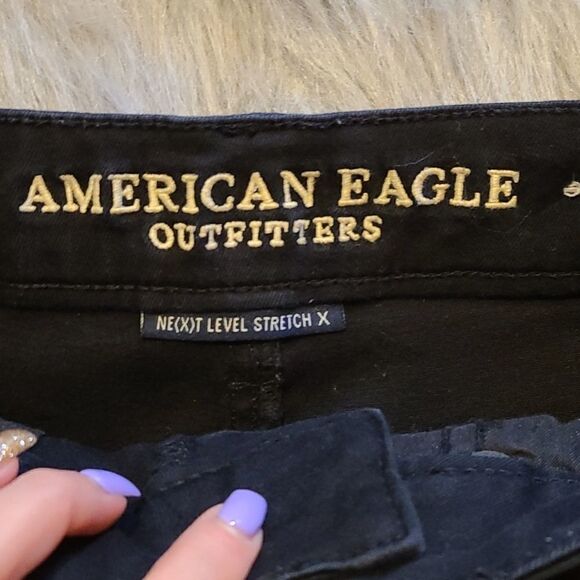 AMERICAN EAGLE
OUTFITTERS
NE(X)T LEVEL STRETCH X